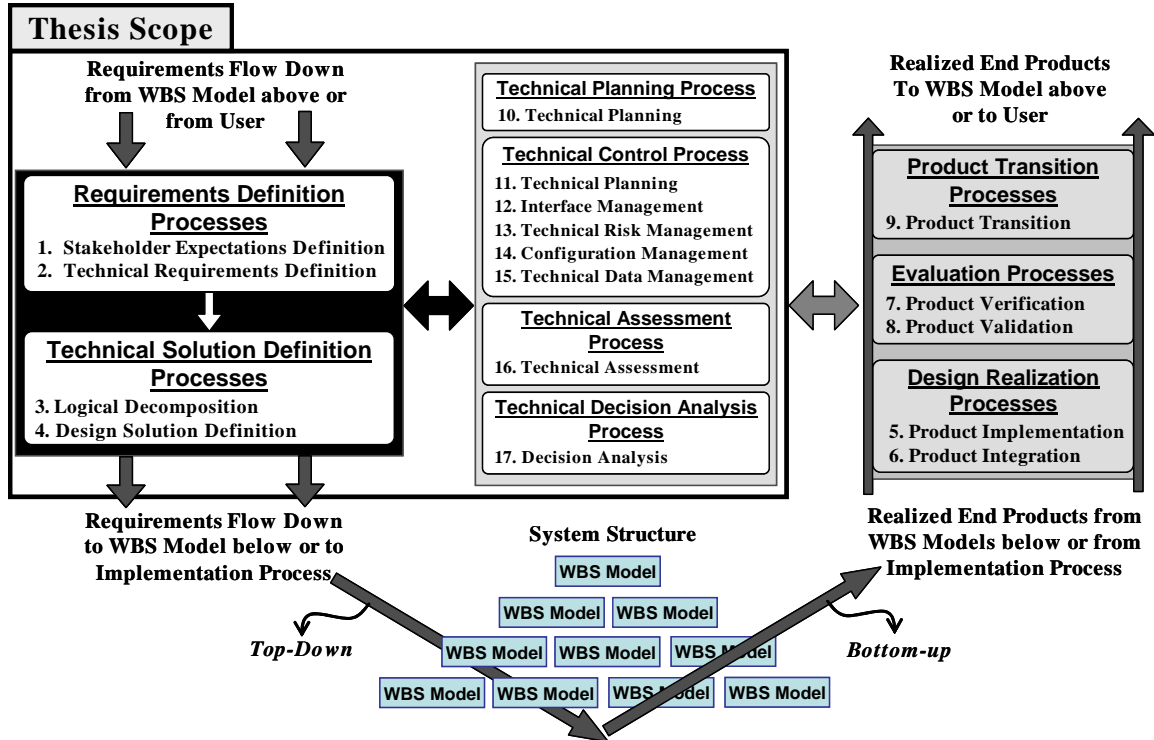 Thesis Scope
Requirements Flow Down
from WBS Model above or
from User
Requirements Definition
Processes
1. Stakeholder Expectations Definition
2. Technical Requirements Definition
Technical Solution Definition
Processes
3. Logical Decomposition
4. Design Solution Definition
Requirements Flow Down
to WBS Model below or to
Implementation Process
Technical Planning Process
10. Technical Planning
Technical Control Process
11. Technical Planning
12. Interface Management
13. Technical Risk Management
14. Configuration Management
15. Technical Data Management
Technical Assessment
Process
16. Technical Assessment
Technical Decision Analysis
Process
17. Decision Analysis
Realized End Products
To WBS Model above
or to User
Product Transition
Processes
9. Product Transition
Evaluation Processes
7. Product Verification
8. Product Validation
Design Realization
Processes
5. Product Implementation
6. Product Integration
Realized End Products from
WBS Models below or from
Implementation Process
System Structure
WBS Model
WBS Model WBS Model
WBS Model WBS Model WBS Model
WBS Model WBS Model WBS Model WBS Model
Top-Down
Bottom-up